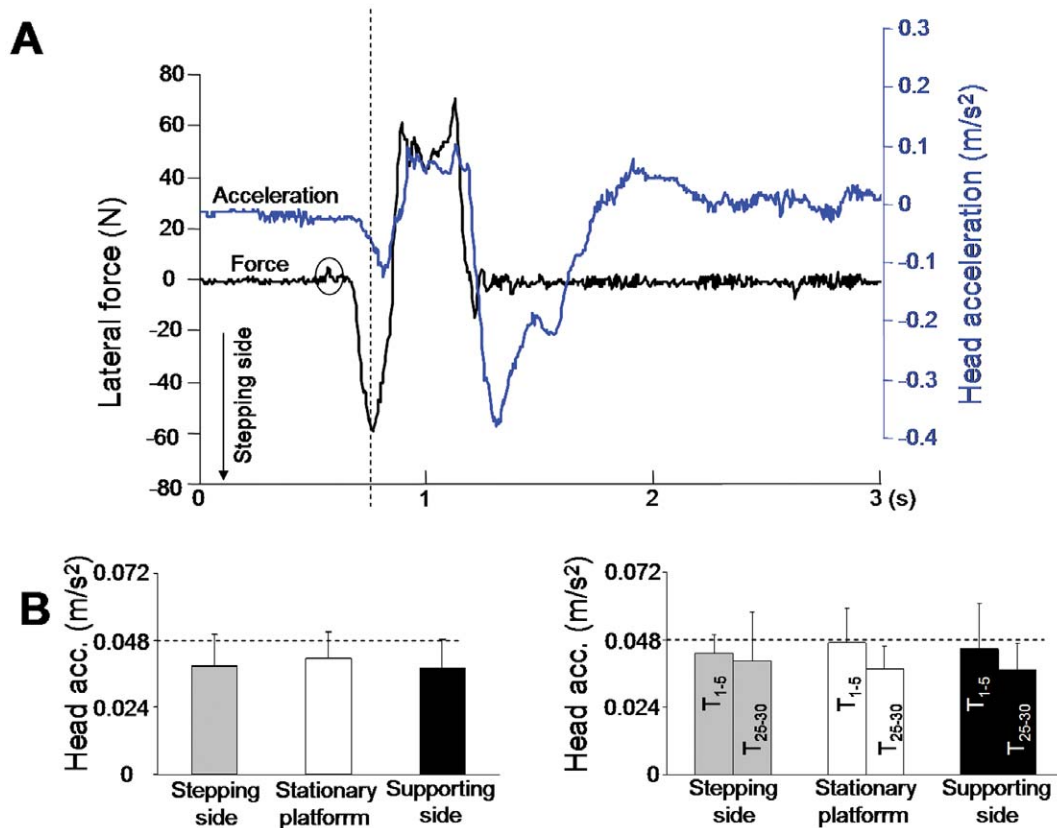 A
Lateral force (N)
80
60
40
20
0
-20
-40
-60
-80
Acceleration
Force
Stepping side
0
1
2
3 (s)
0.3
0.2
0.1
0
-0.1
-0.2
-0.3
-0.4
Head acceleration (m/s²)
B
Head acc. (m/s²)
0.072
0.048
0.024
0
Stepping
side
Stationary
platforrm
Supporting
side
Head acc. (m/s²)
0.072
0.048
0.024
0
T1-5
T25-30
T1-5
T25-30
T1-5
T25-30
Stepping
side
Stationary
platforrm
Supporting
side